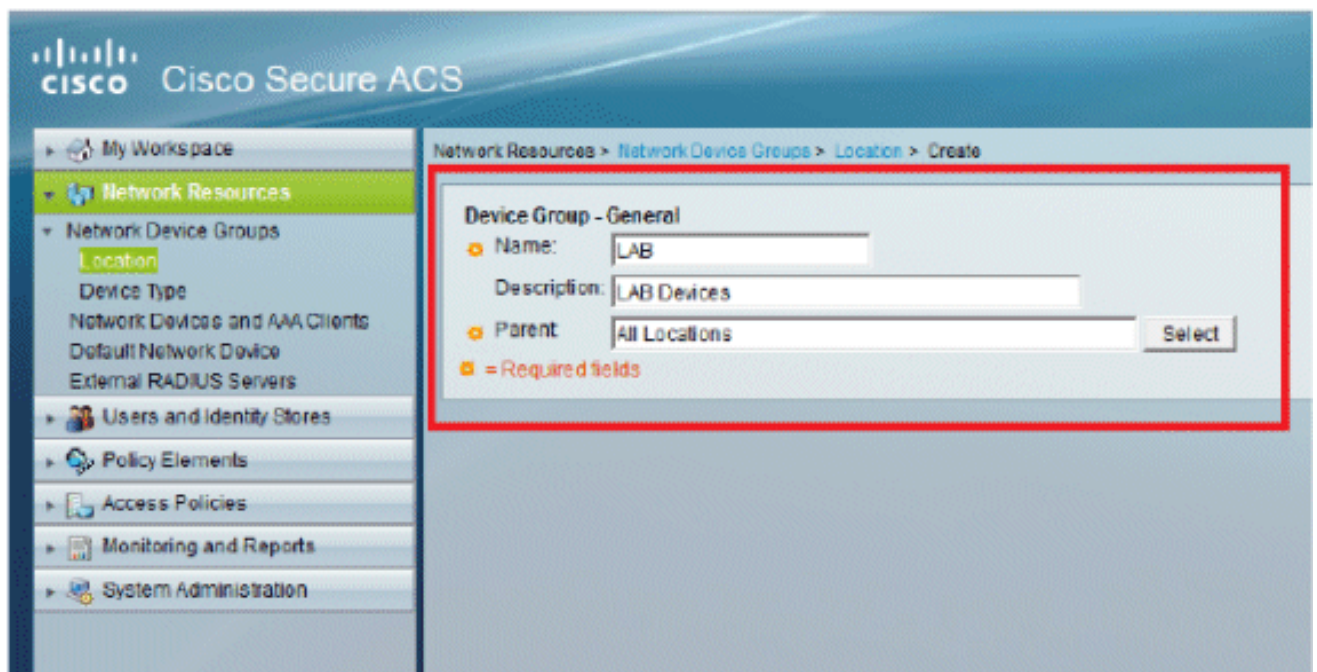 CISCO Cisco Secure ACS
My Workspace
Network Resources
Network Device Groups
Location
Device Type
Network Devices and AAA Clients
Default Network Device
External RADIUS Servers
Users and Identity Stores
Policy Elements
Access Policies
Monitoring and Reports
System Administration
Network Resources > Network Device Groups > Location > Create
Device Group - General
Name: LAB
Description: LAB Devices
Parent All Locations Select
= Required fields